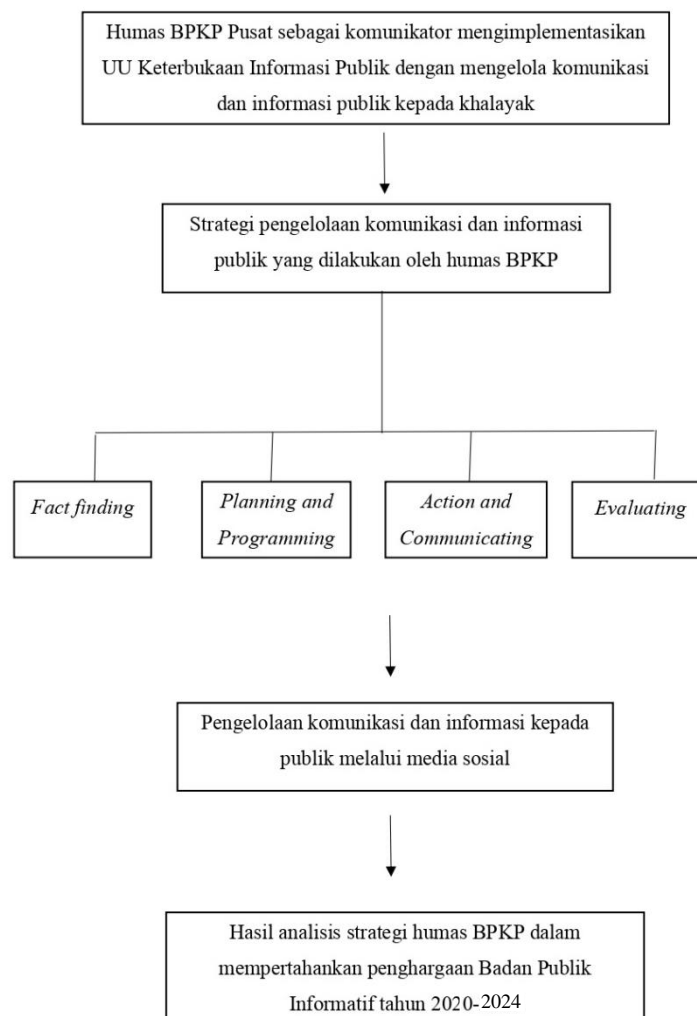 Humas BPKP Pusat sebagai komunikator mengimplementasikan
UU Keterbukaan Informasi Publik dengan mengelola komunikasi
dan informasi publik kepada khalayak
Strategi pengelolaan komunikasi dan informasi
publik yang dilakukan oleh humas BPKP
Fact finding
Planning and
Programming
Action and
Communicating
Evaluating
Pengelolaan komunikasi dan informasi kepada
publik melalui media sosial
Hasil analisis strategi humas BPKP dalam
mempertahankan penghargaan Badan Publik
Informatif tahun 2020-2024